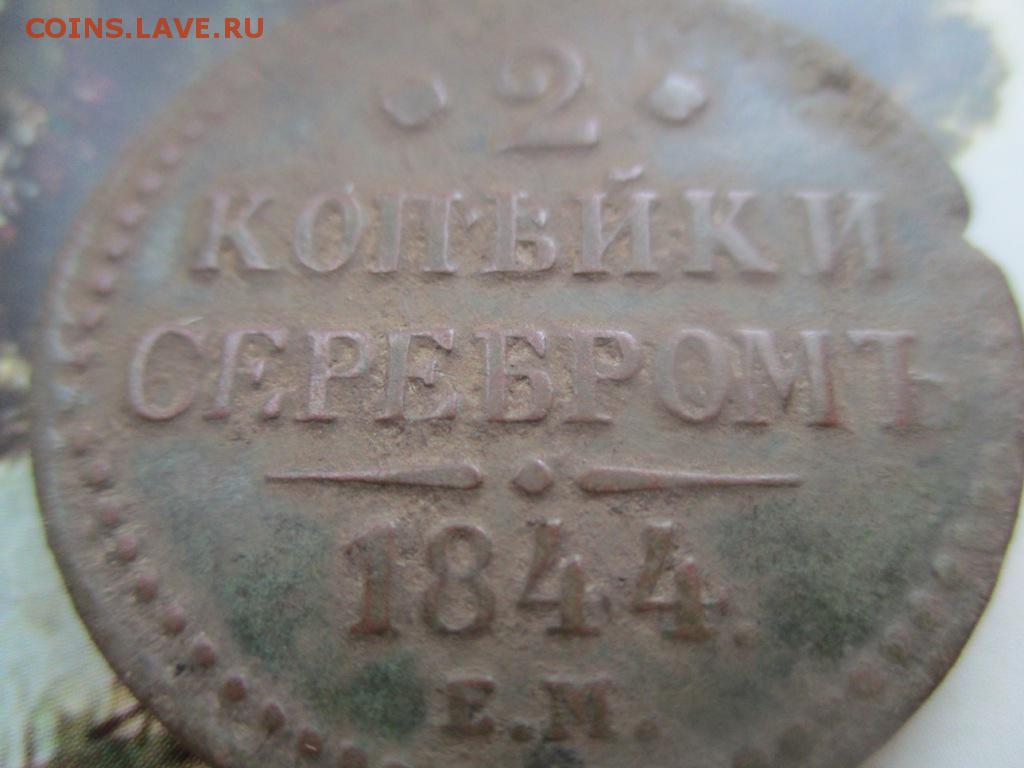 COINS.LAVE.RU
2
КОПѢЙКИ
СЕРЕБРОМЪ
1844.
Е.М.